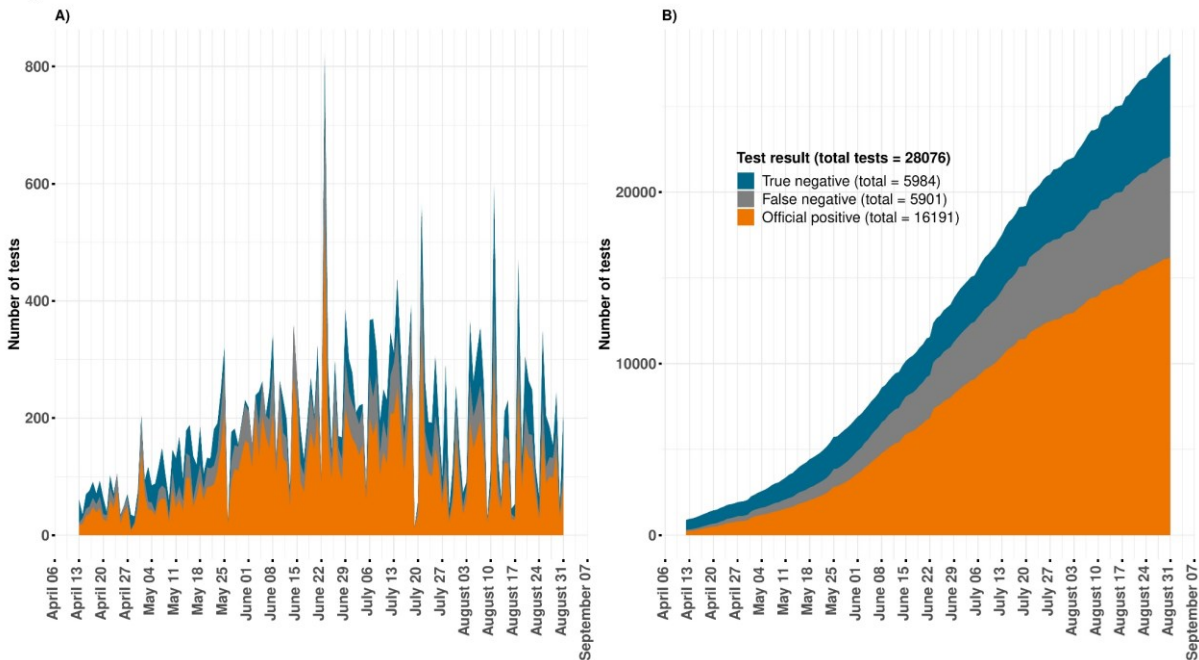 A)
Number of tests
800
600
400
200
0
April 06
April 13
April 20
April 27
May 04
May 11
May 18
May 25
June 01
June 08
June 15
June 22
June 29
July 06
July 13
July 20
July 27
August 03
August 10
August 17
August 24
August 31
September 07
B)
Number of tests
20000
10000
0
Test result (total tests = 28076)
True negative (total = 5984)
False negative (total = 5901)
Official positive (total = 16191)
April 06
April 13
April 20
April 27
May 04
May 11
May 18
May 25
June 01
June 08
June 15
June 22
June 29
July 06
July 13
July 20
July 27
August 03
August 10
August 17
August 24
August 31
September 07